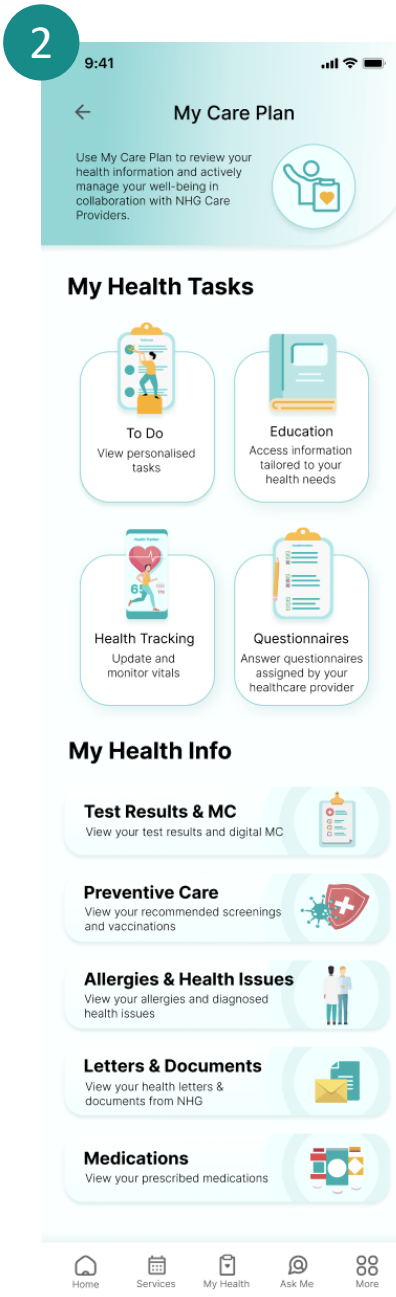 2
9:41
My Care Plan
Use My Care Plan to review your
health information and actively
manage your well-being in
collaboration with NHG Care
Providers.
My Health Tasks
To Do
View personalised
tasks
Education
Access information
tailored to your
health needs
Health Tracker
65
Health Tracking
Update and
monitor vitals
Questionnaires
Answer questionnaires
assigned by your
healthcare provider
My Health Info
Test Results & MC
View your test results and digital MC
Preventive Care
View your recommended screenings
and vaccinations
Allergies & Health Issues
View your allergies and diagnosed
health issues
Letters & Documents
View your health letters &
documents from NHG
Medications
View your prescribed medications
Home
Services
My Health
Ask Me
More